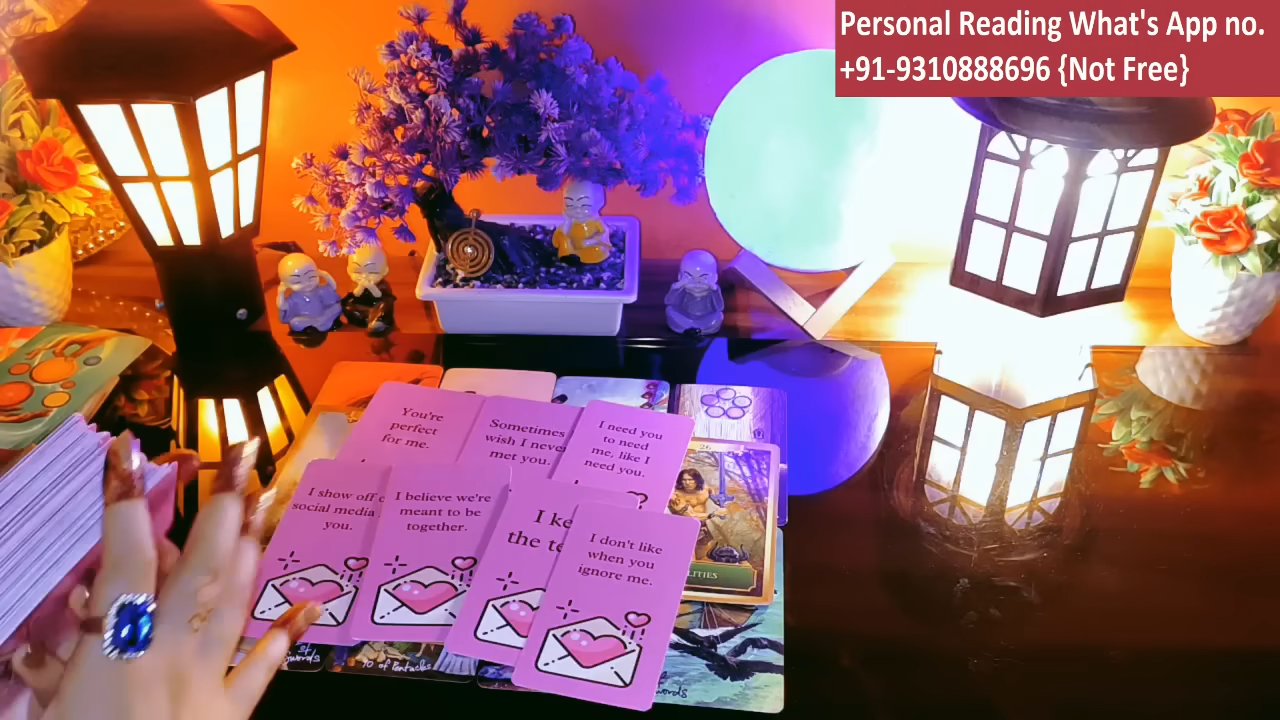 Personal Reading What's App no.
+91-9310888696 {Not Free}
You're
perfect
for me.
Sometimes
wish I never
met you.
I need you
to need
me, like I
need you.
26
I show off
social media
you.
I believe we're
meant to be
together.
I
the
I don't like
when you
ignore me.
10 of Pentacles